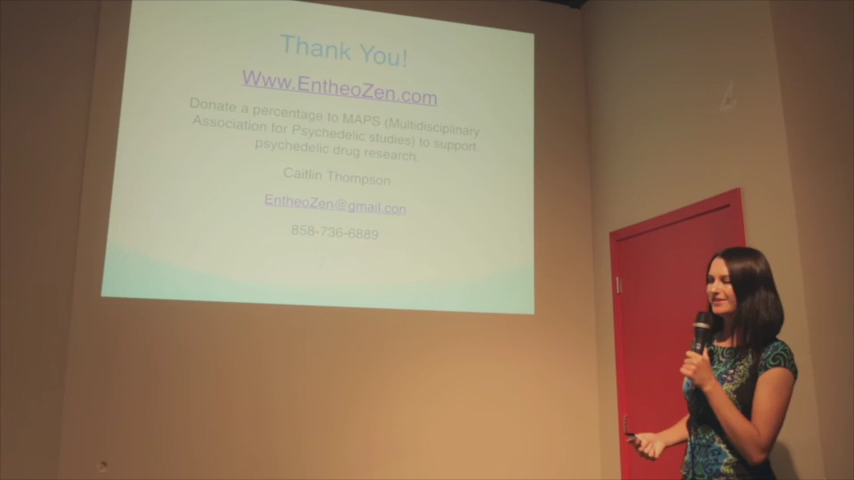 Thank You!
Www.EntheoZen.com
Donate a percentage to MAPS (Multidisciplinary
Association for Psychedelic studies) to support
psychedelic drug research.
Caitlin Thompson
EntheoZen@gmail.con
858-736-6889